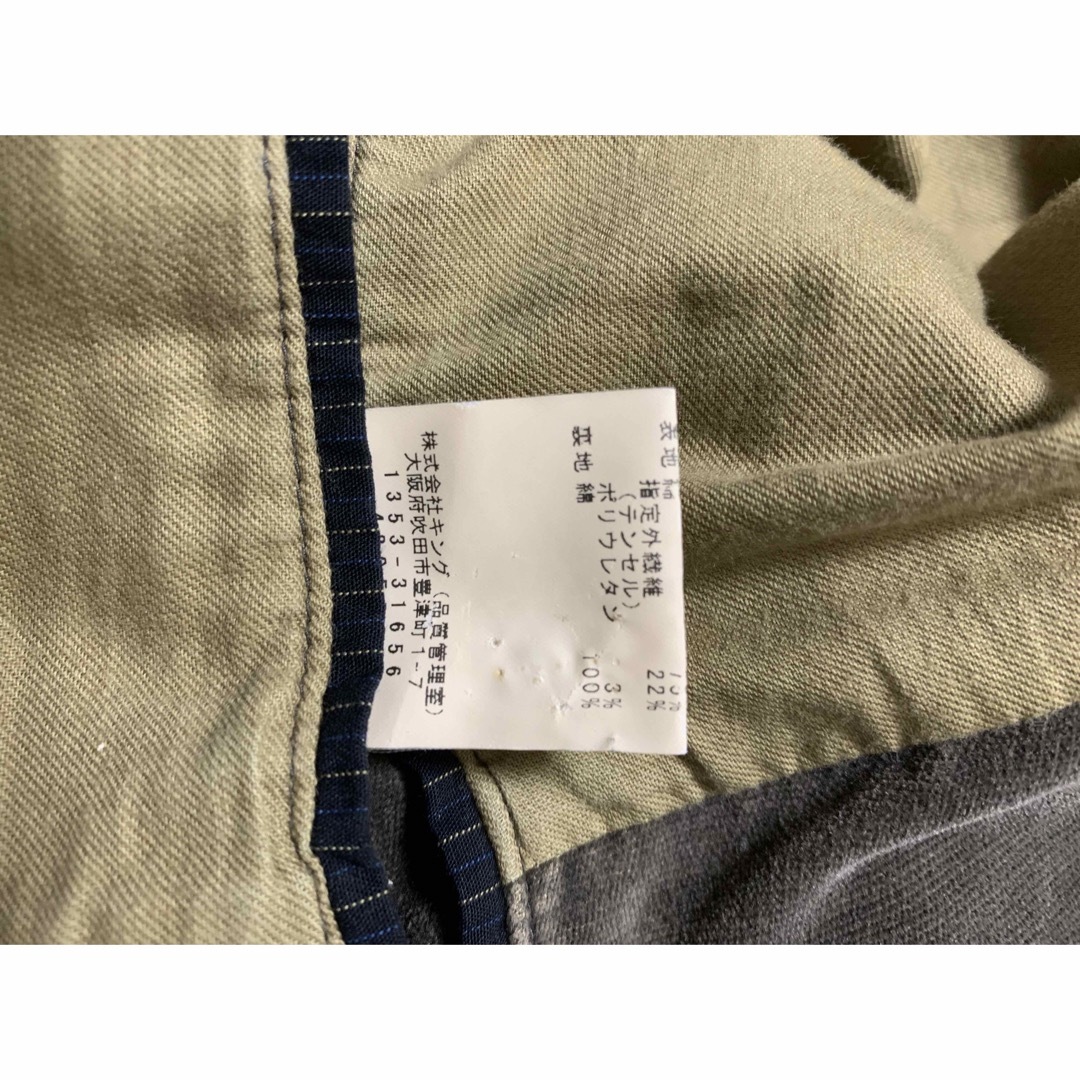 表地 綿 75%
指定外繊維 22%
(テンセル)
ポリウレタン 3%
裏地 綿 100%
株式会社キング(品質管理室)
大阪府吹田市豊津町1-7
1353-31656